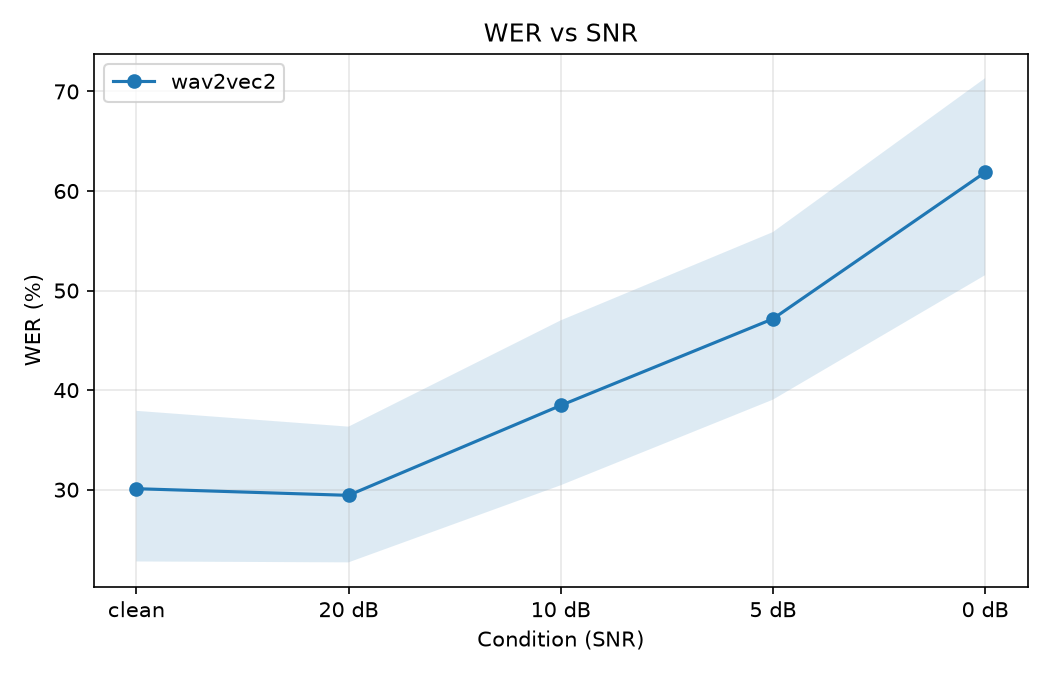 WER vs SNR
wav2vec2
70
60
50
40
30
WER (%)
clean 20 dB 10 dB 5 dB 0 dB
Condition (SNR)